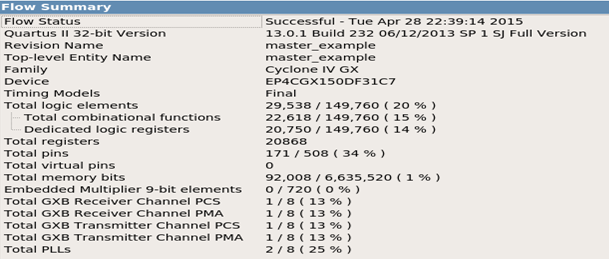 Flow Summary
Flow Status Successful - Tue Apr 28 22:39:14 2015
Quartus II 32-bit Version 13.0.1 Build 232 06/12/2013 SP 1 SJ Full Version
Revision Name master_example
Top-level Entity Name master_example
Family Cyclone IV GX
Device EP4CGX150DF31C7
Timing Models Final
Total logic elements 29,538 / 149,760 ( 20 % )
Total combinational functions 22,618 / 149,760 ( 15 % )
Dedicated logic registers 20,750 / 149,760 ( 14 % )
Total registers 20868
Total pins 171 / 508 ( 34 % )
Total virtual pins 0
Total memory bits 92,008 / 6,635,520 ( 1 % )
Embedded Multiplier 9-bit elements 0 / 720 ( 0 % )
Total GXB Receiver Channel PCS 1 / 8 ( 13 % )
Total GXB Receiver Channel PMA 1 / 8 ( 13 % )
Total GXB Transmitter Channel PCS 1 / 8 ( 13 % )
Total GXB Transmitter Channel PMA 1 / 8 ( 13 % )
Total PLLs 2 / 8 ( 25 % )